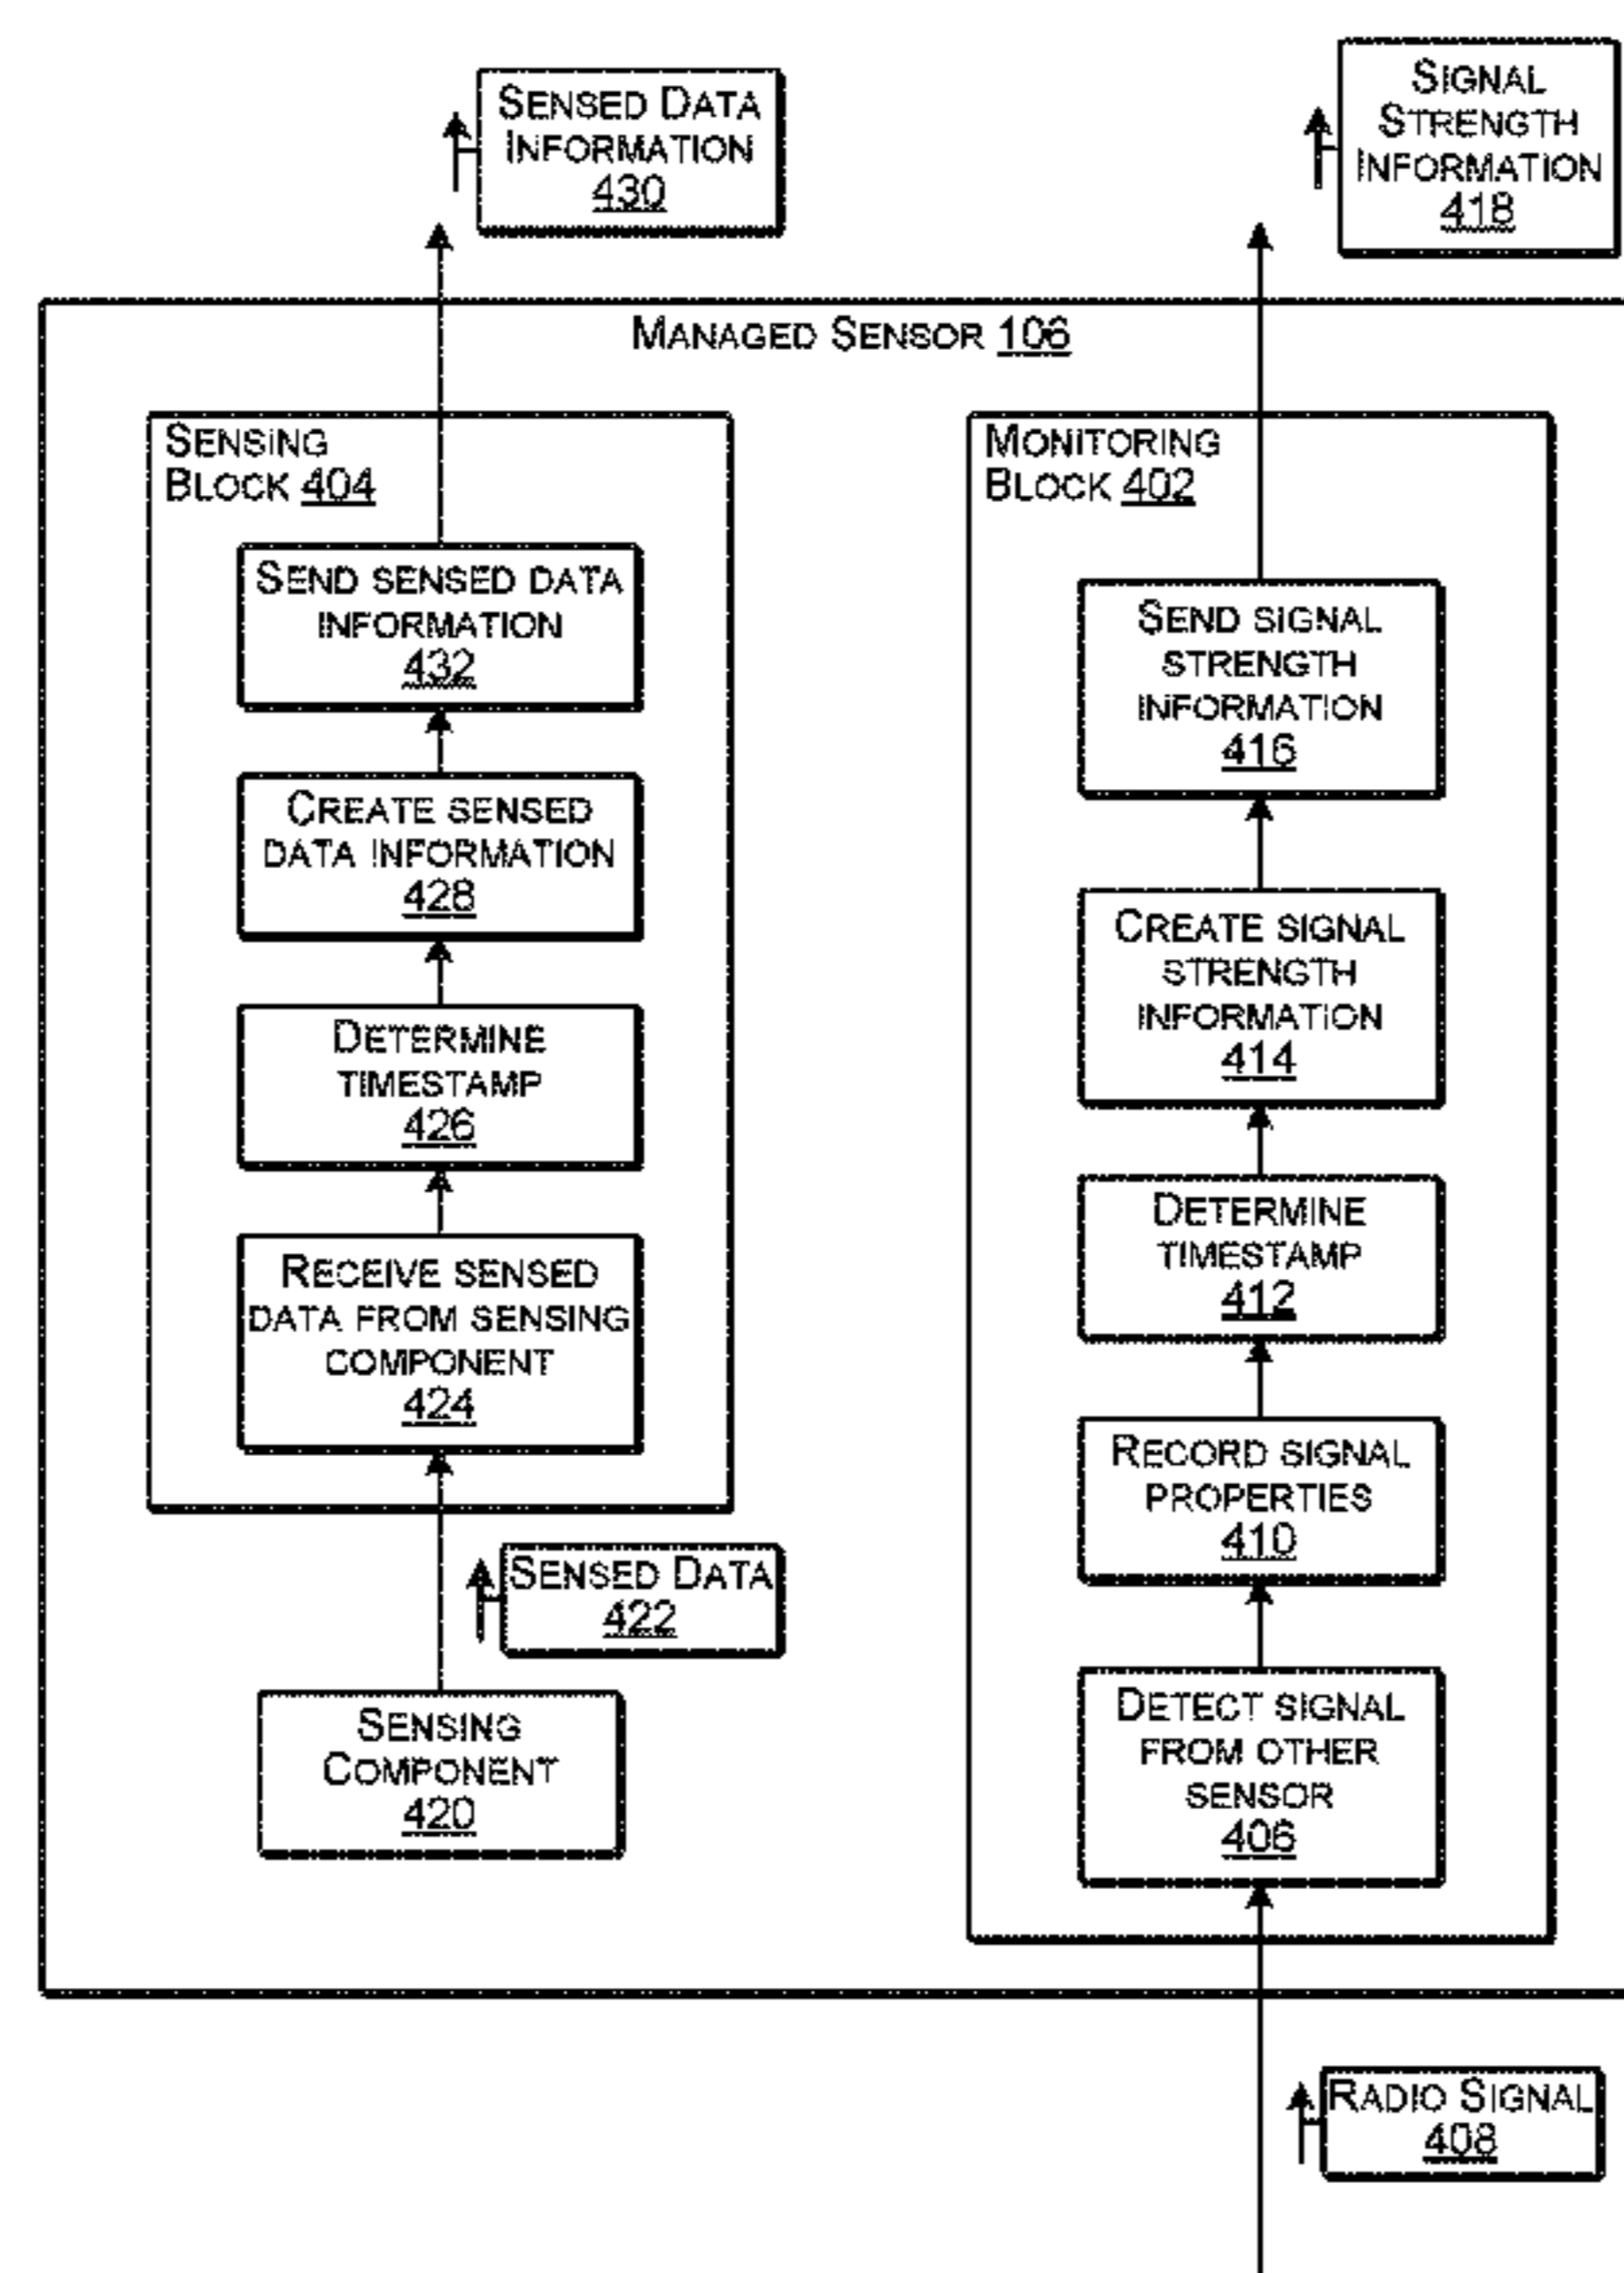 SENSED DATA
INFORMATION
430
SIGNAL
STRENGTH
INFORMATION
418
MANAGED SENSOR 106
SENSING
BLOCK 404
SEND SENSED DATA
INFORMATION
432
CREATE SENSED
DATA INFORMATION
428
DETERMINE
TIMESTAMP
426
RECEIVE SENSED
DATA FROM SENSING
COMPONENT
424
SENSED DATA
422
SENSING
COMPONENT
420
MONITORING
BLOCK 402
SEND SIGNAL
STRENGTH
INFORMATION
416
CREATE SIGNAL
STRENGTH
INFORMATION
414
DETERMINE
TIMESTAMP
412
RECORD SIGNAL
PROPERTIES
410
DETECT SIGNAL
FROM OTHER
SENSOR
406
RADIO SIGNAL
408